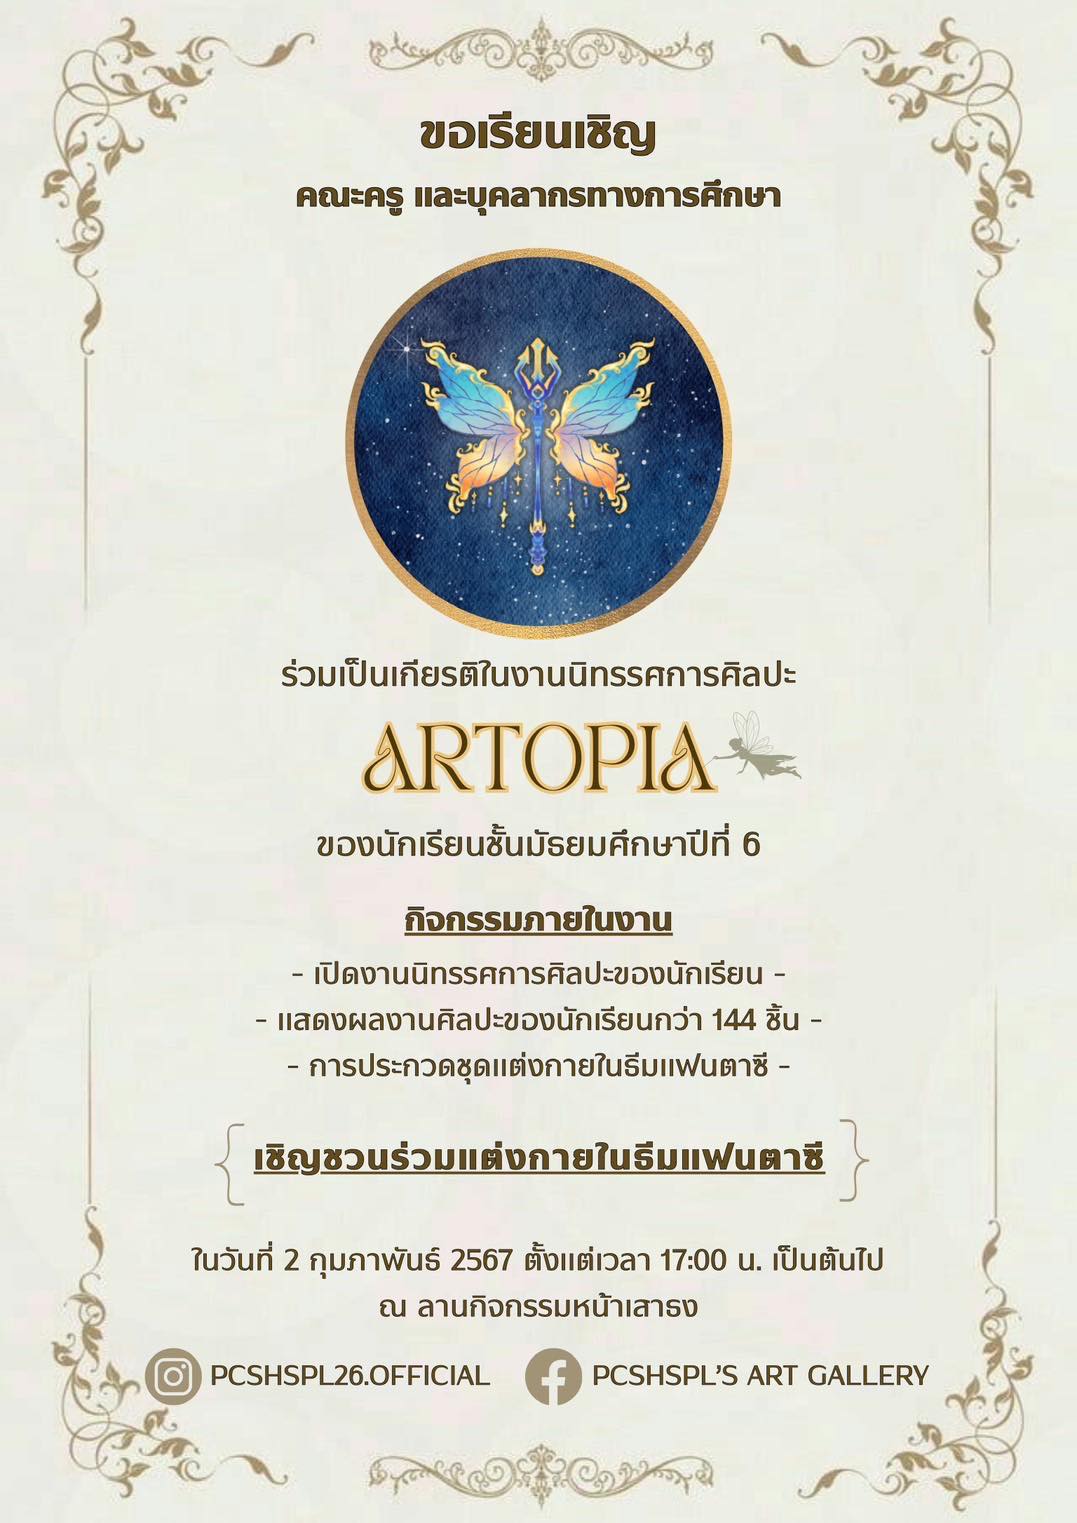 ขอเรียนเชิญ
คณะครู และบุคลากรทางการศึกษา
ร่วมเป็นเกียรติในงานนิทรรศการศิลปะ
ARTOPIA
ของนักเรียนชั้นมัธยมศึกษาปีที่ 6
กิจกรรมภายในงาน
- เปิดงานนิทรรศการศิลปะของนักเรียน -
- แสดงผลงานศิลปะของนักเรียนกว่า 144 ชิ้น -
- การประกวดชุดแต่งกายในธีมแฟนตาซี -
{ เชิญชวนร่วมแต่งกายในธีมแฟนตาซี }
ในวันที่ 2 กุมภาพันธ์ 2567 ตั้งแต่เวลา 17:00 น. เป็นต้นไป
ณ ลานกิจกรรมหน้าเสาธง
PCSHSPL26.OFFICIAL PCSHSPL'S ART GALLERY